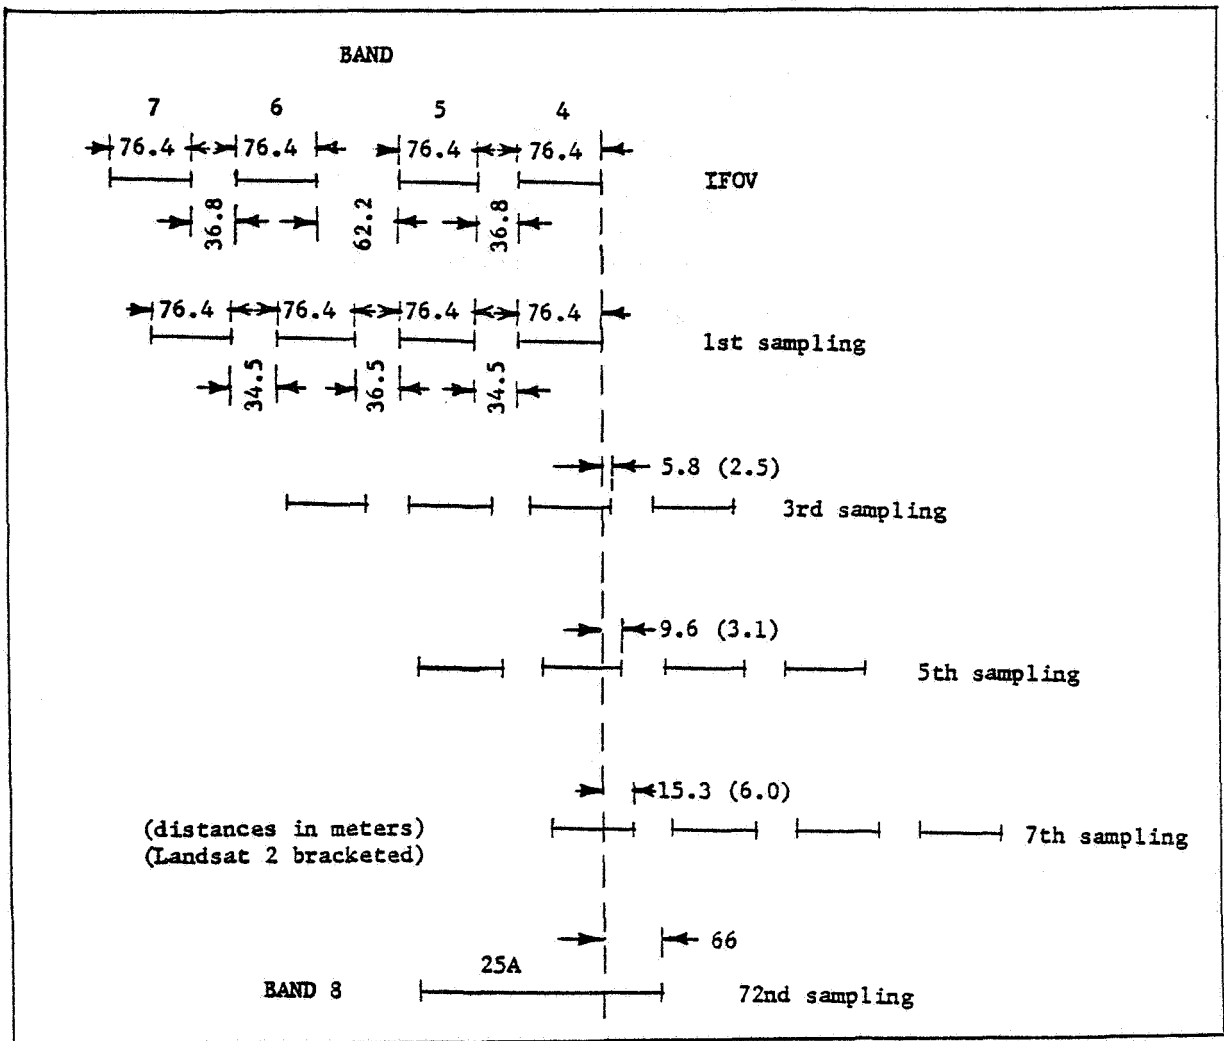 BAND
7 6 5 4
76.4 76.4 76.4 76.4
IFOV
36.8 62.2 36.8
76.4 76.4 76.4 76.4
1st sampling
34.5 36.5 34.5
5.8 (2.5)
3rd sampling
9.6 (3.1)
5th sampling
15.3 (6.0)
(distances in meters)
(Landsat 2 bracketed)
7th sampling
66
25A
BAND 8
72nd sampling